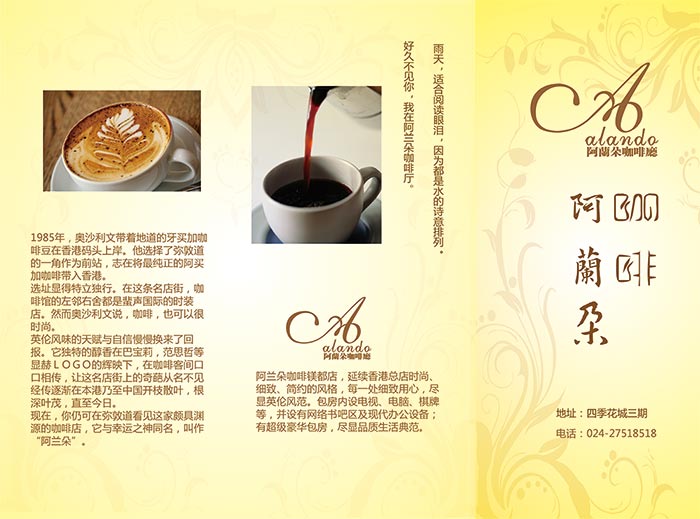 1985年，奥沙利文带着地道的牙买加咖
啡豆在香港码头上岸。他选择了弥敦道
的一角作为前站，志在将最纯正的阿买
加咖啡带入香港。
选址显得特立独行。在这条名店街，咖
啡馆的左邻右舍都是蜚声国际的时装
店。然而奥沙利文说，咖啡，也可以很
时尚。
英伦风味的天赋与自信慢慢换来了回
报。它独特的醇香在巴宝莉，范思哲等
显赫LOGO的辉映下，在咖啡客间口
口相传，让这名店街上的奇葩从名不见
经传逐渐在本港乃至中国开枝散叶，根
深叶茂，直至今日。
现在，你仍可在弥敦道看见这家颇具渊
源的咖啡店，它与幸运之神同名，叫作
“阿兰朵”。
雨天，适合阅读眼泪，因为都是水的诗意排列。
好久不见你，我在阿兰朵咖啡厅。
A
alando
阿蘭朵咖啡廳
阿兰朵咖啡镁都店，延续香港总店时尚、
细致、简约的风格，每一处细致用心，尽
显英伦风范。包房内设电视、电脑、棋牌
等，并设有网络书吧区及现代办公设备；
有超级豪华包房，尽显品质生活典范。
A
alando
阿蘭朵咖啡廳
咖啡
阿蘭朵
地址：四季花城三期
电话：024-27518518